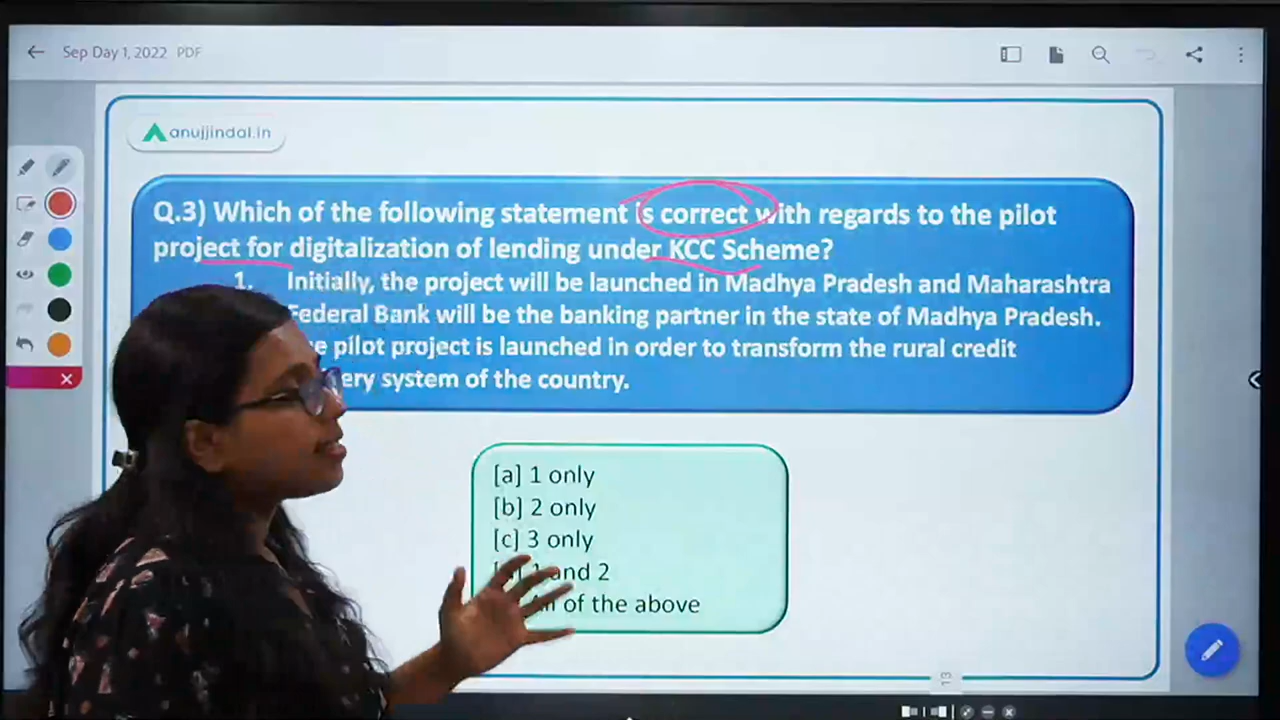 Sep Day 1, 2022 PDF
anujjindal.in
Q.3) Which of the following statement is correct with regards to the pilot
project for digitalization of lending under KCC Scheme?
1. Initially, the project will be launched in Madhya Pradesh and Maharashtra
Federal Bank will be the banking partner in the state of Madhya Pradesh.
pilot project is launched in order to transform the rural credit
system of the country.
[a] 1 only
[b] 2 only
[c] 3 only
1 and 2
All of the above
13